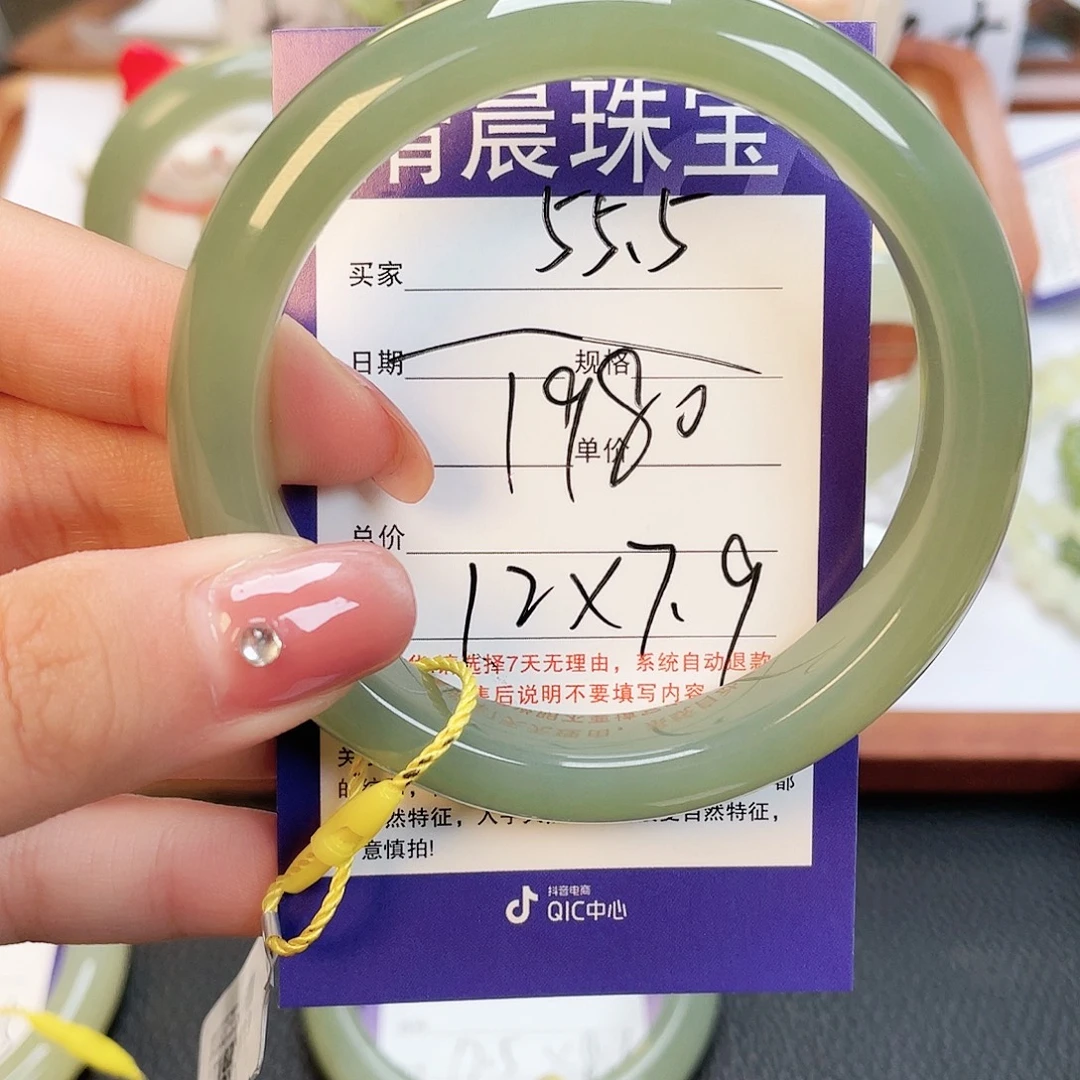 晨珠宝
55.5
买家
日期 规格
1980
单价
总价
12x7.9
选择7天无理由，系统自动退款
售后说明不要填写内容
都
然特征，
自然特征，
意慎拍!
抖音电商
QIC中心